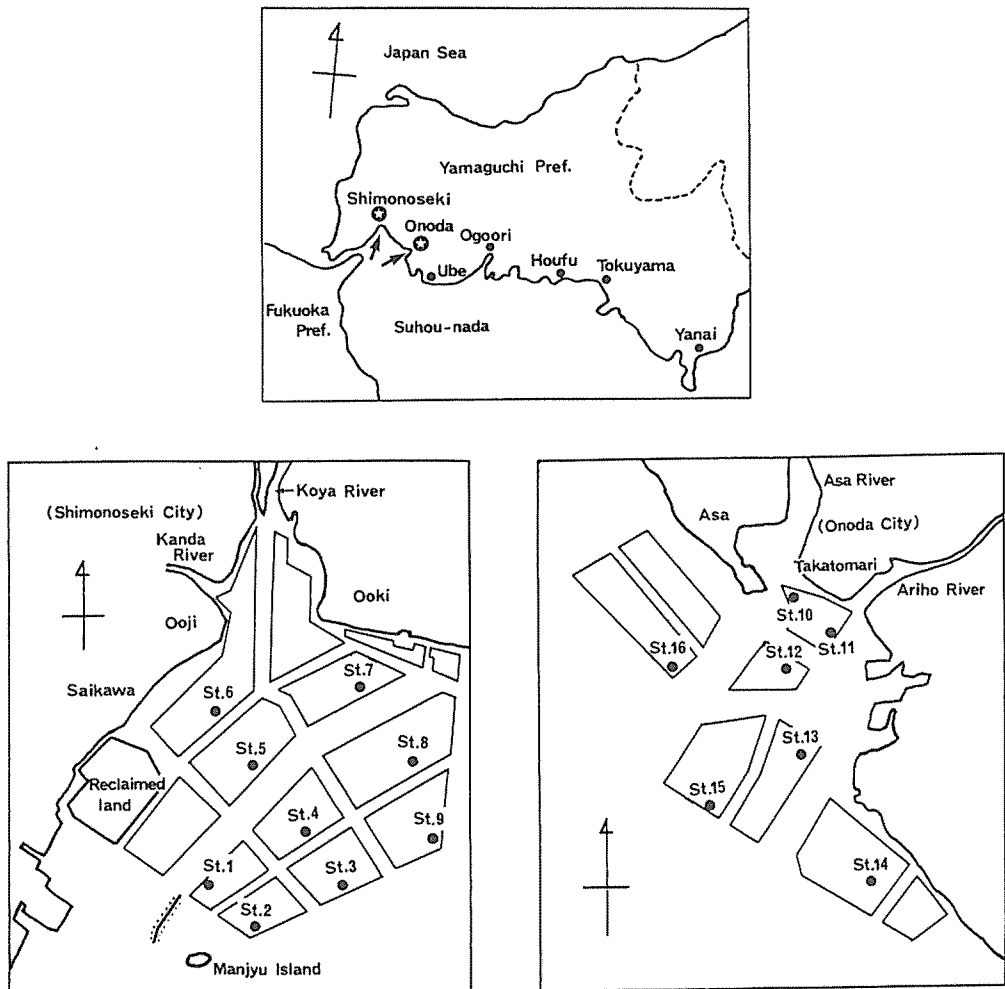 Japan Sea
Yamaguchi Pref.
Shimonoseki
Onoda
Ogoori
Ube
Houfu
Tokuyama
Fukuoka
Pref.
Suhou-nada
Yanai
Koya River
(Shimonoseki City)
Kanda
River
Ooki
Ooji
Saikawa
St.7
St.6
St.5
St.8
Reclaimed
land
St.4
St.9
St.1
St.3
St.2
Manjyu Island
Asa River
Asa
(Onoda City)
Takatomari
Ariho River
St.10
St.11
St.16
St.12
St.13
St.15
St.14